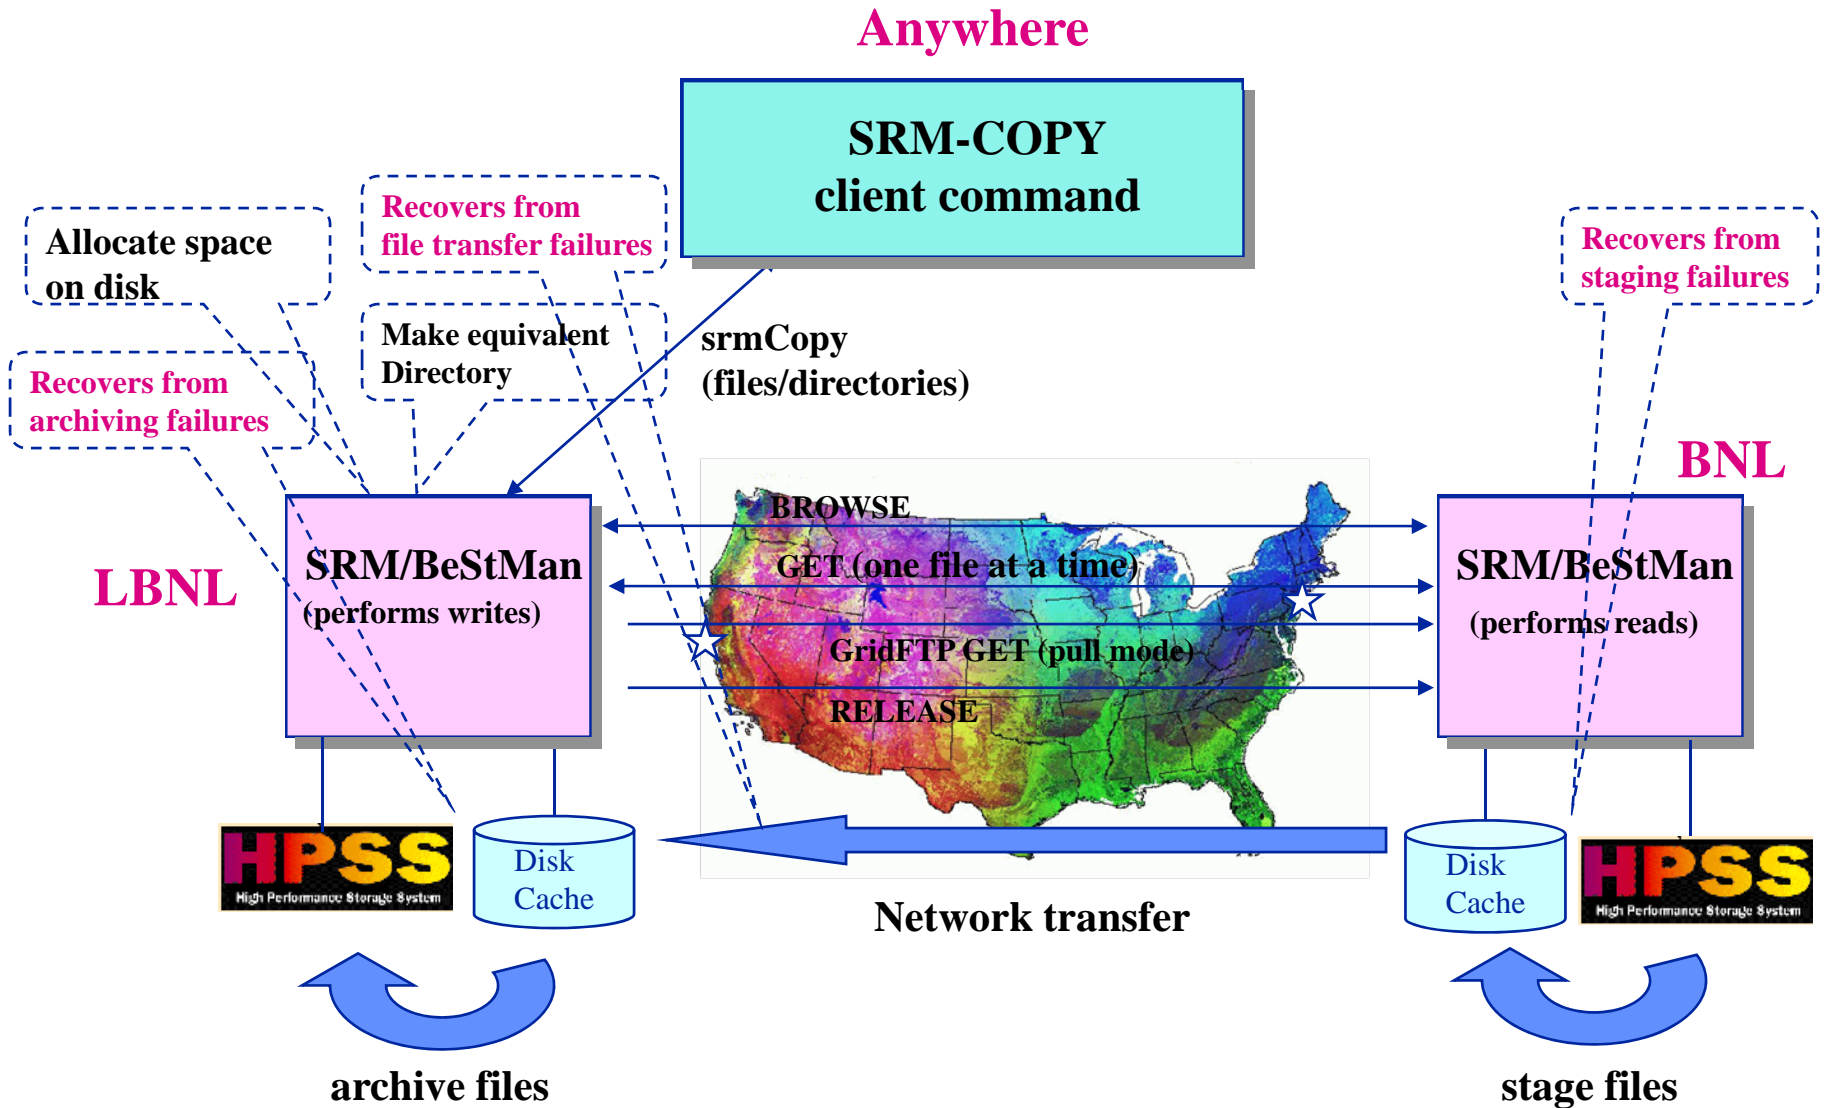 Anywhere
SRM-COPY
client command
Recovers from
file transfer failures
Allocate space
on disk
Recovers from
staging failures
Make equivalent
Directory
srmCopy
(files/directories)
Recovers from
archiving failures
BNL
LBNL
SRM/BeStMan
(performs writes)
BROWSE
GET (one file at a time)
GridFTP GET (pull mode)
RELEASE
SRM/BeStMan
(performs reads)
HPSS
High Performance Storage System
Disk
Cache
Disk
Cache
HPSS
High Performance Storage System
Network transfer
archive files
stage files